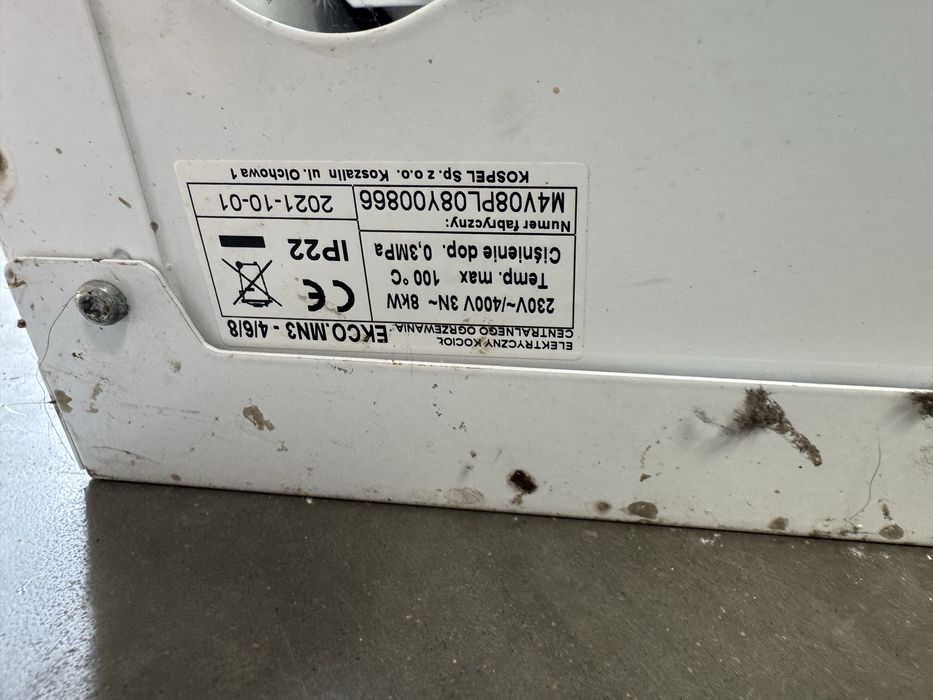 ELEKTRYCZNY KOCIOŁ
CENTRALNEGO OGRZEWANIA
EKCO.MN3 - 4/6/8
230V~/400V 3N~ 8kW
Temp. max 100 °C
Ciśnienie dop. 0,3MPa
CE
IP22
Numer fabryczny:
M4V08PL08Y00866
2021-10-01
KOSPEL Sp. z o.o. Koszalin ul. Olchowa 1